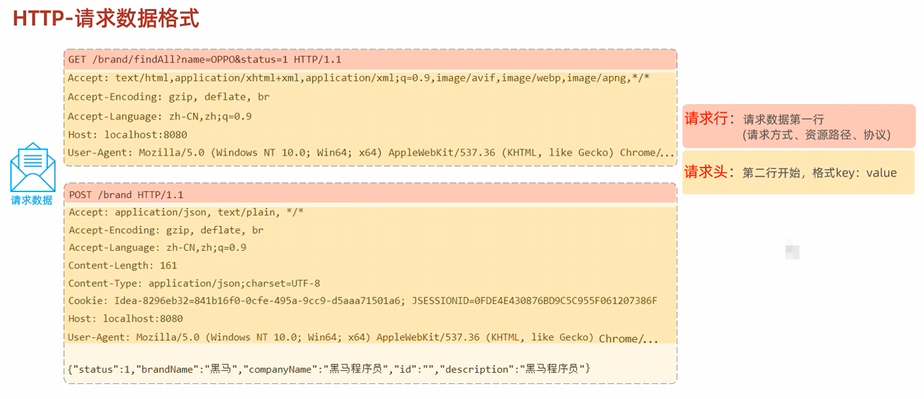 HTTP-请求数据格式
GET /brand/findAll?name=OPPO&status=1 HTTP/1.1
Accept: text/html,application/xhtml+xml,application/xml;q=0.9,image/avif,image/webp,image/apng,*/*
Accept-Encoding: gzip, deflate, br
Accept-Language: zh-CN,zh;q=0.9
Host: localhost:8080
User-Agent: Mozilla/5.0 (Windows NT 10.0; Win64; x64) AppleWebKit/537.36 (KHTML, like Gecko) Chrome/...
请求行：请求数据第一行
(请求方式、资源路径、协议)
请求头：第二行开始，格式key：value
请求数据
POST /brand HTTP/1.1
Accept: application/json, text/plain, */*
Accept-Encoding: gzip, deflate, br
Accept-Language: zh-CN,zh;q=0.9
Content-Length: 161
Content-Type: application/json;charset=UTF-8
Cookie: Idea-8296eb32=841b16f0-0cfe-495a-9cc9-d5aaa71501a6; JSESSIONID=0FDE4E430876BD9C5C955F061207386F
Host: localhost:8080
User-Agent: Mozilla/5.0 (Windows NT 10.0; Win64; x64) AppleWebKit/537.36 (KHTML, like Gecko) Chrome/...
{"status":1,"brandName":"黑马","companyName":"黑马程序员","id":"","description":"黑马程序员"}